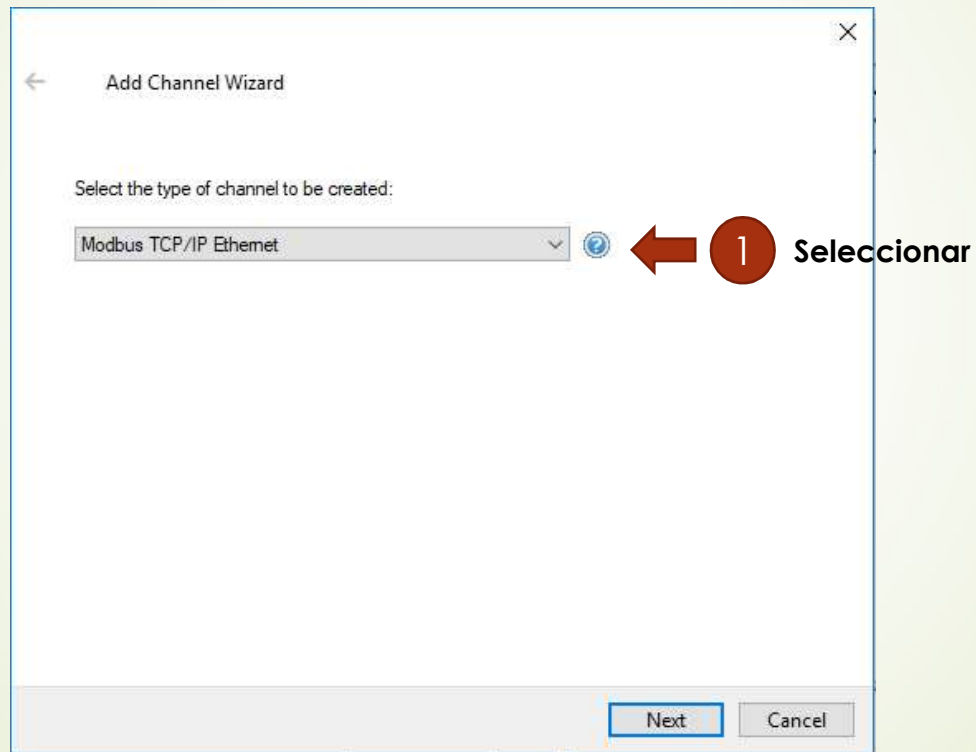 Add Channel Wizard
Select the type of channel to be created:
Modbus TCP/IP Ethernet
1 Seleccionar
Next Cancel